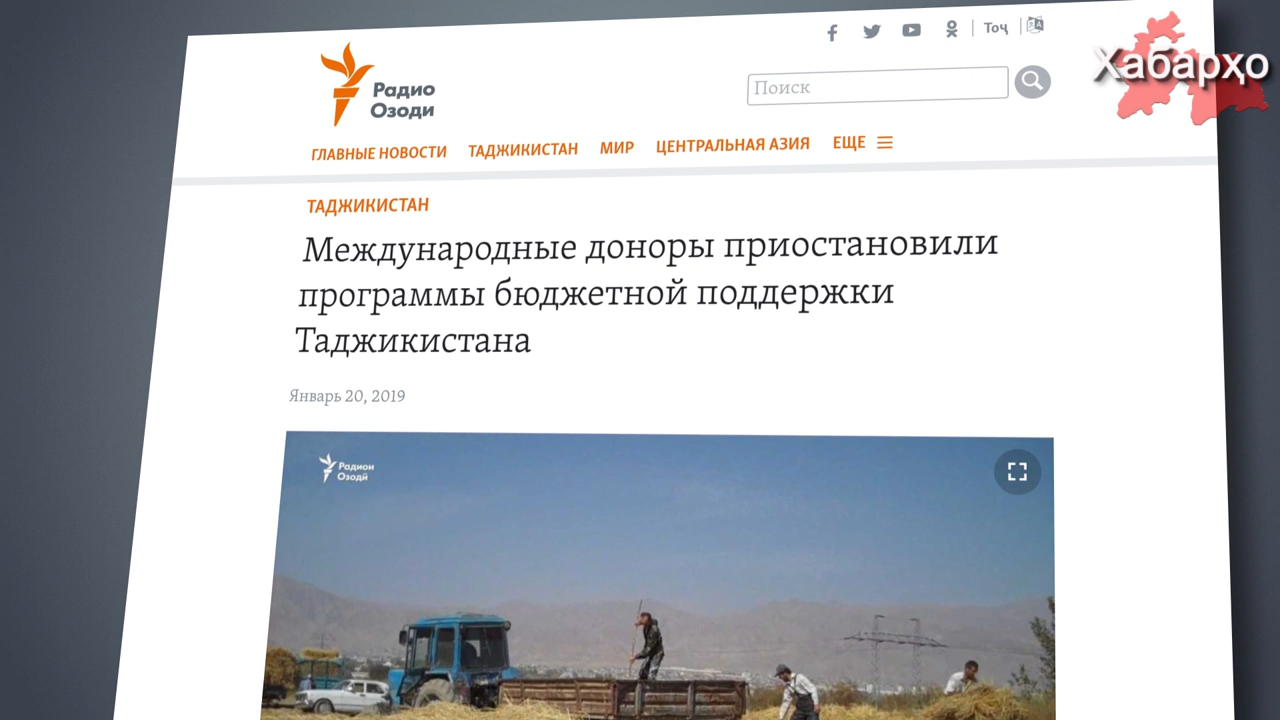 Тоҷ
Хабарҳо
Радио
Озоди
Поиск
ГЛАВНЫЕ НОВОСТИ ТАДЖИКИСТАН МИР ЦЕНТРАЛЬНАЯ АЗИЯ ЕЩЕ
ТАДЖИКИСТАН
Международные доноры приостановили
программы бюджетной поддержки
Таджикистана
Январь 20, 2019
Радиои
Озодӣ